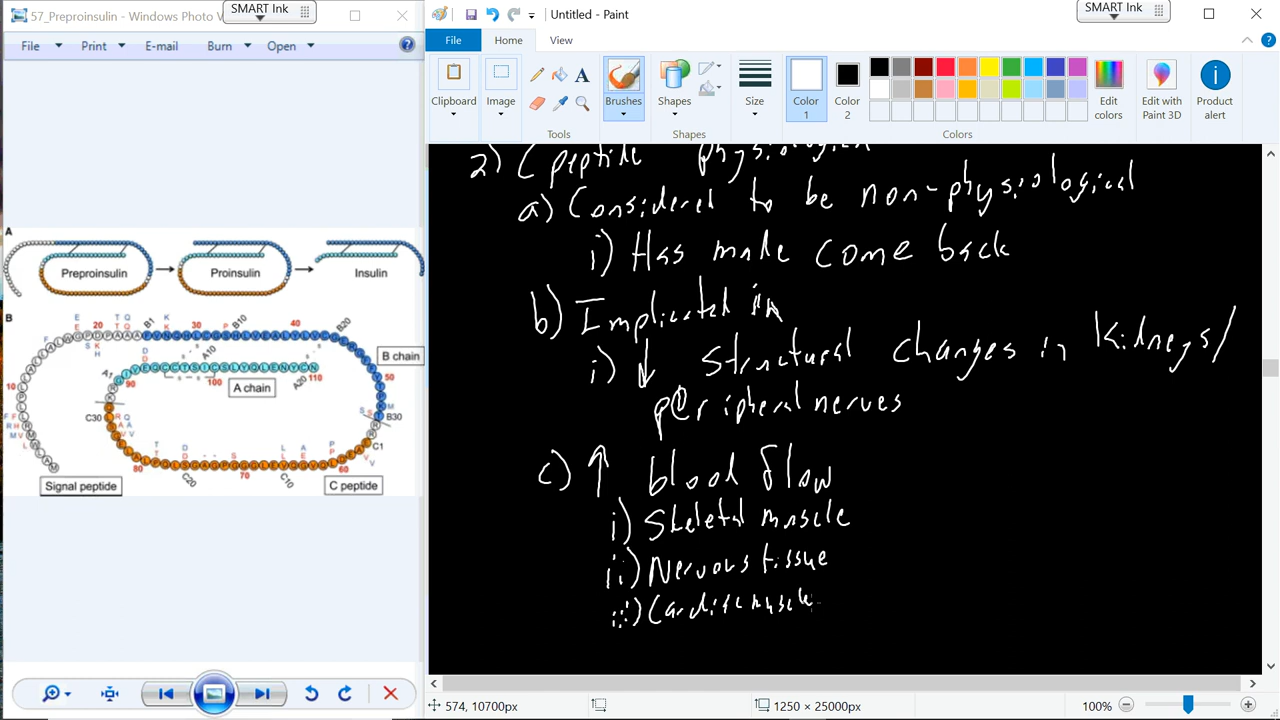 57_Preproinsulin - Windows Photo V
SMART Ink
File Print E-mail Burn Open
A
Preproinsulin Proinsulin Insulin
B
B chain
A chain
Signal peptide
C peptide
Untitled - Paint
SMART Ink
File Home View
Clipboard Image Brushes Shapes Size Color 1 Color 2 Edit colors Edit with Paint 3D Product alert
Tools Shapes Colors
2) C peptide physiological
a) Considered to be non-physiological
i) Has made come back
b) Implicated in
i) ↓ Structural changes in kidneys/
peripheral nerves
c) ↑ blood flow
i) Skeletal muscle
ii) Nervous tissue
iii) Cardiac muscle
574, 10700px 1250 × 25000px 100%